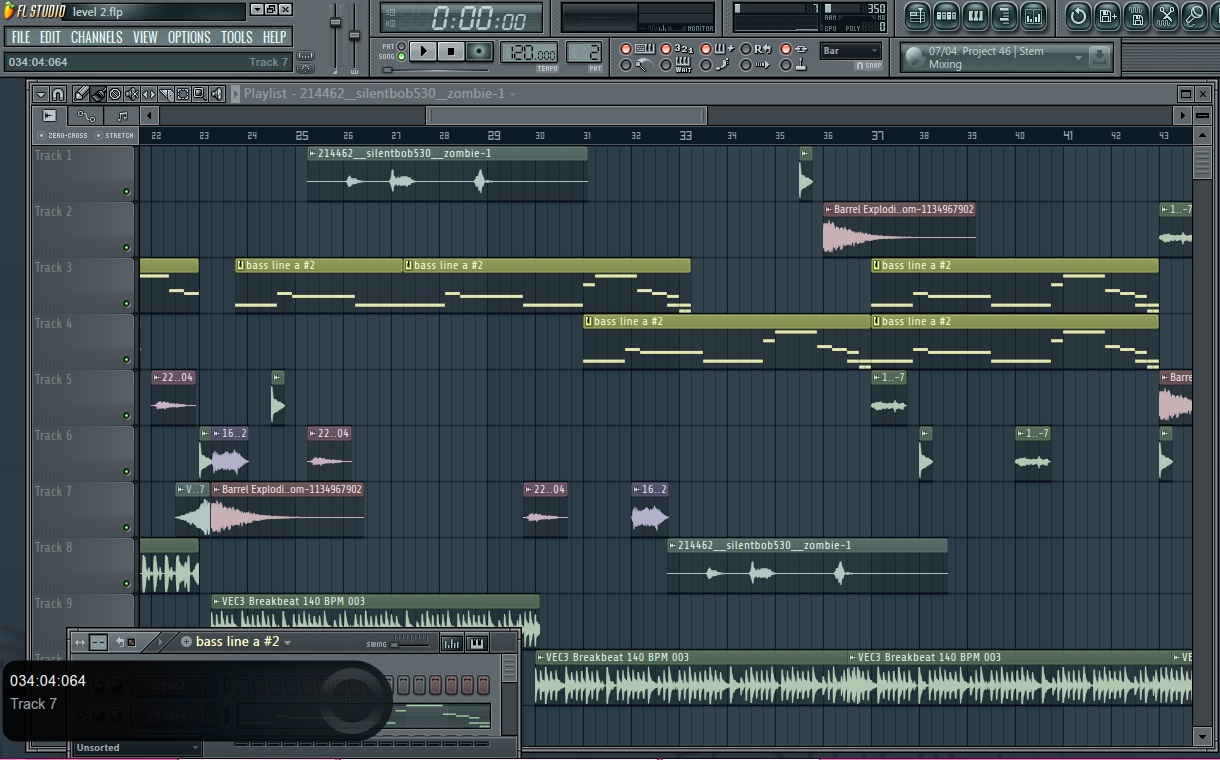 FL STUDIO level 2.flp
FILE EDIT CHANNELS VIEW OPTIONS TOOLS HELP
034:04:064 Track 7
0:00:00
PAT
SONG
120.000
TEMPO
2
PAT
MONITOR
7
350
RAM
CPU POLY
0
321
WAIT
Bar
SNAP
07/04: Project 46 | Stem
Mixing
Playlist - 214462__silentbob530__zombie-1
ZERO-CROSS STRETCH
22 23 24 25 26 27 28 29 30 31 32 33 34 35 36 37 38 39 40 41 42 43
Track 1
214462__silentbob530__zombie-1
Track 2
Barrel Explodi..om-1134967902
1..-7
Track 3
bass line a #2
bass line a #2
bass line a #2
Track 4
bass line a #2
bass line a #2
Track 5
22..04
1..-7
Barre
Track 6
16..2
22..04
1..-7
Track 7
V..7
Barrel Explodi..om-1134967902
22..04
16..2
Track 8
214462__silentbob530__zombie-1
Track 9
VEC3 Breakbeat 140 BPM 003
VEC3 Breakbeat 140 BPM 003
VEC3 Breakbeat 140 BPM 003
VE
bass line a #2
SWING
034:04:064
Track 7
Unsorted